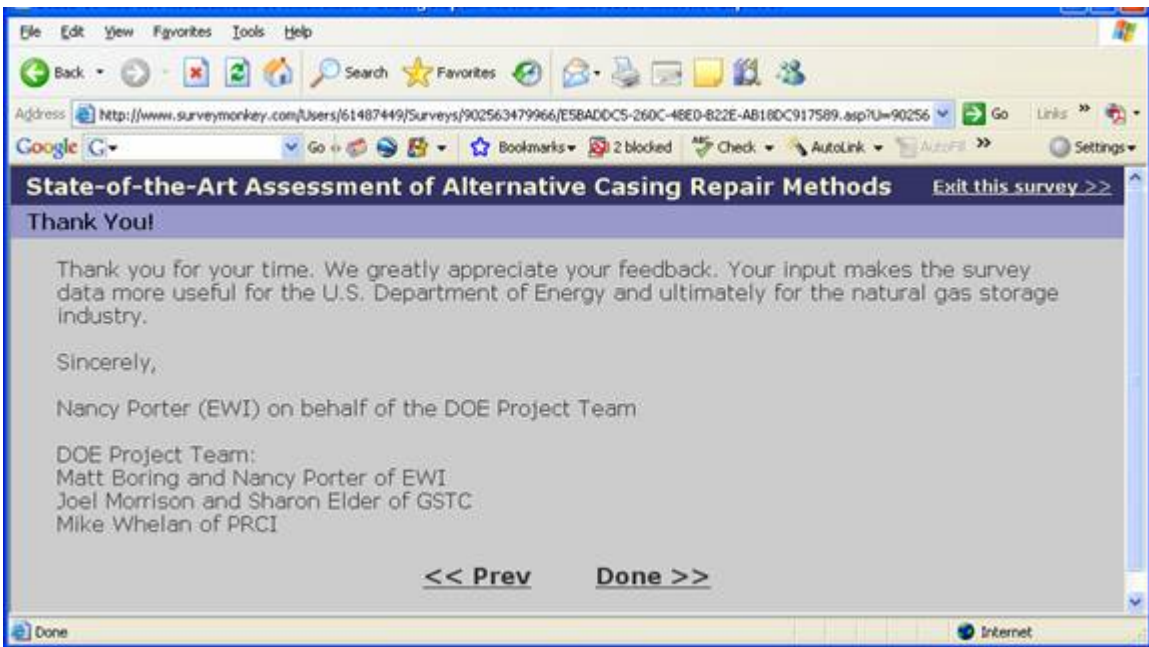 File Edit View Favorites Tools Help
Back Search Favorites
Address http://www.surveymonkey.com/Users/61487449/Surveys/902563479966/E5BADDC5-260C-4BED-B22E-AB18DC917589.asp?U=90256 Go Links »
Google G Go Bookmarks 2 blocked Check AutoLink AutoFill » Settings
State-of-the-Art Assessment of Alternative Casing Repair Methods Exit this survey >>
Thank You!
Thank you for your time. We greatly appreciate your feedback. Your input makes the survey
data more useful for the U.S. Department of Energy and ultimately for the natural gas storage
industry.
Sincerely,
Nancy Porter (EWI) on behalf of the DOE Project Team
DOE Project Team:
Matt Boring and Nancy Porter of EWI
Joel Morrison and Sharon Elder of GSTC
Mike Whelan of PRCI
<< Prev Done >>
Done Internet